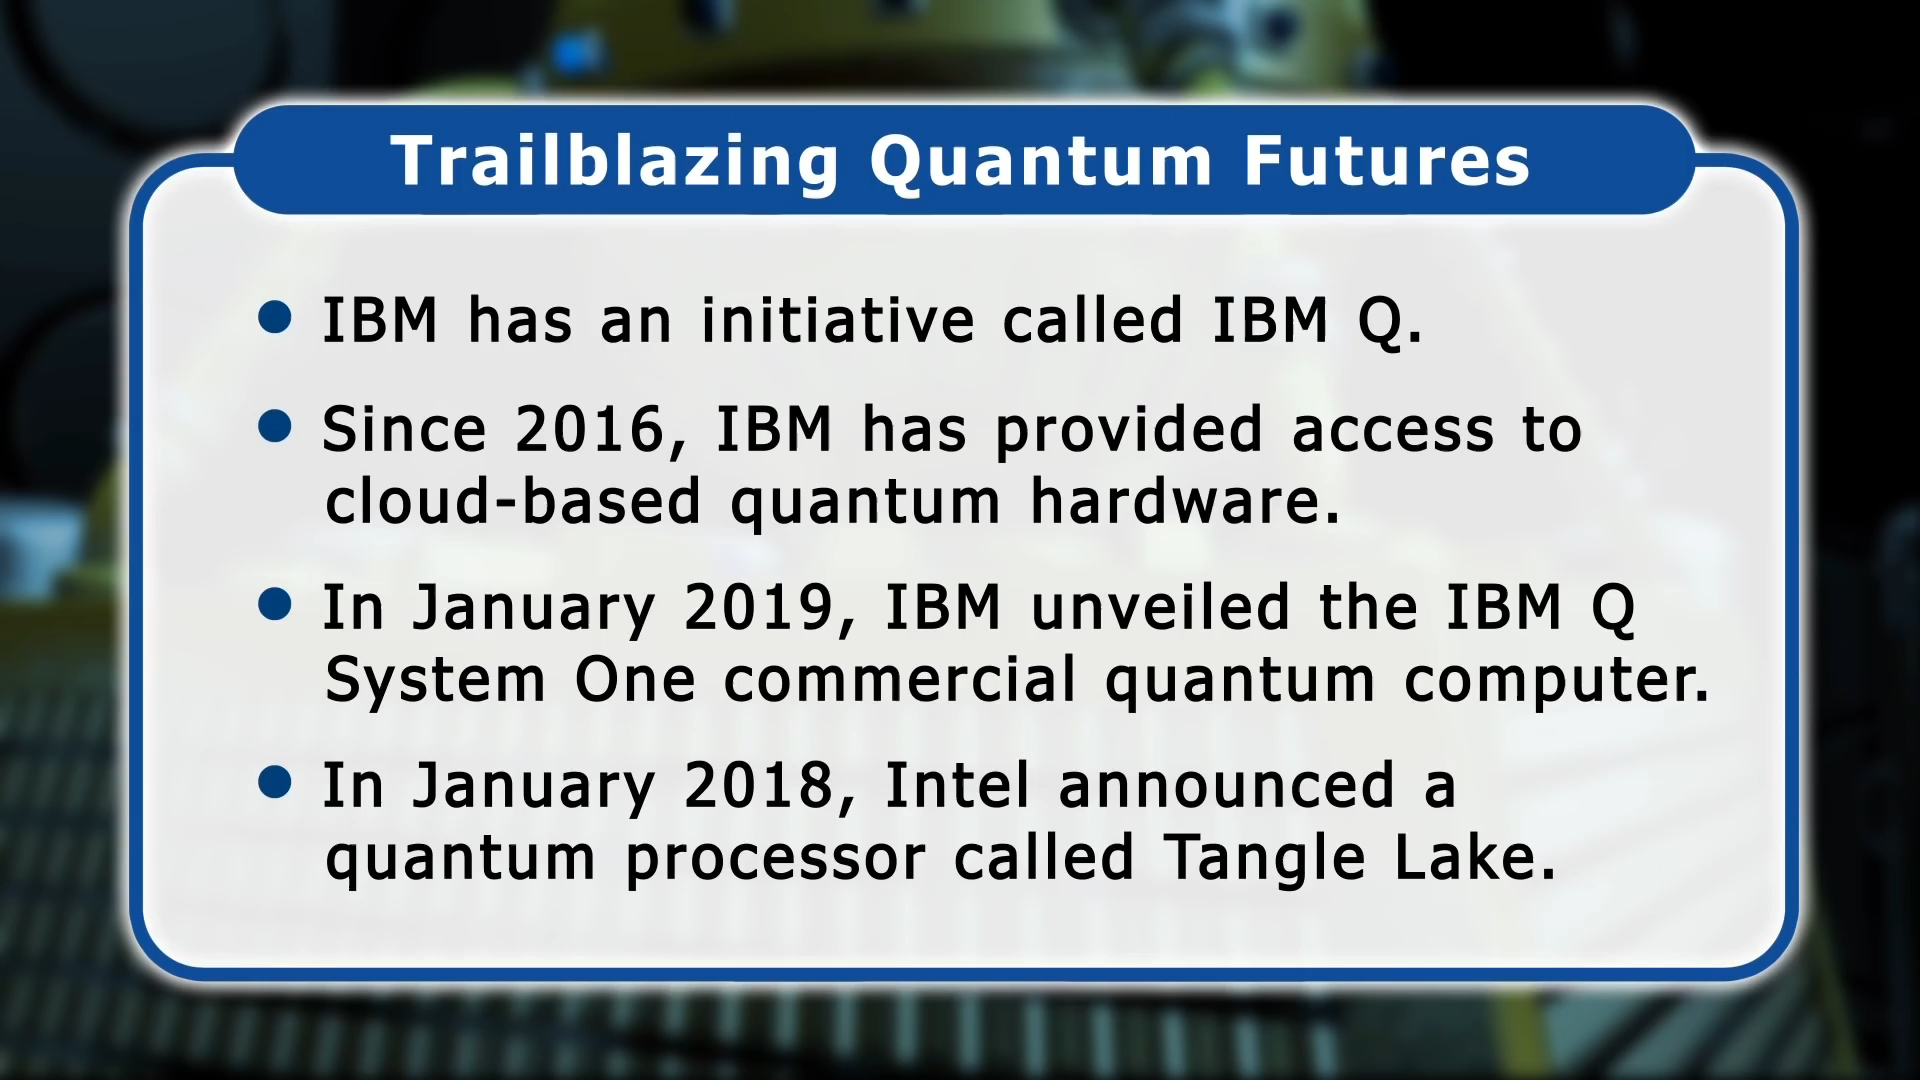 Trailblazing Quantum Futures
● IBM has an initiative called IBM Q.
● Since 2016, IBM has provided access to
cloud-based quantum hardware.
● In January 2019, IBM unveiled the IBM Q
System One commercial quantum computer.
● In January 2018, Intel announced a
quantum processor called Tangle Lake.